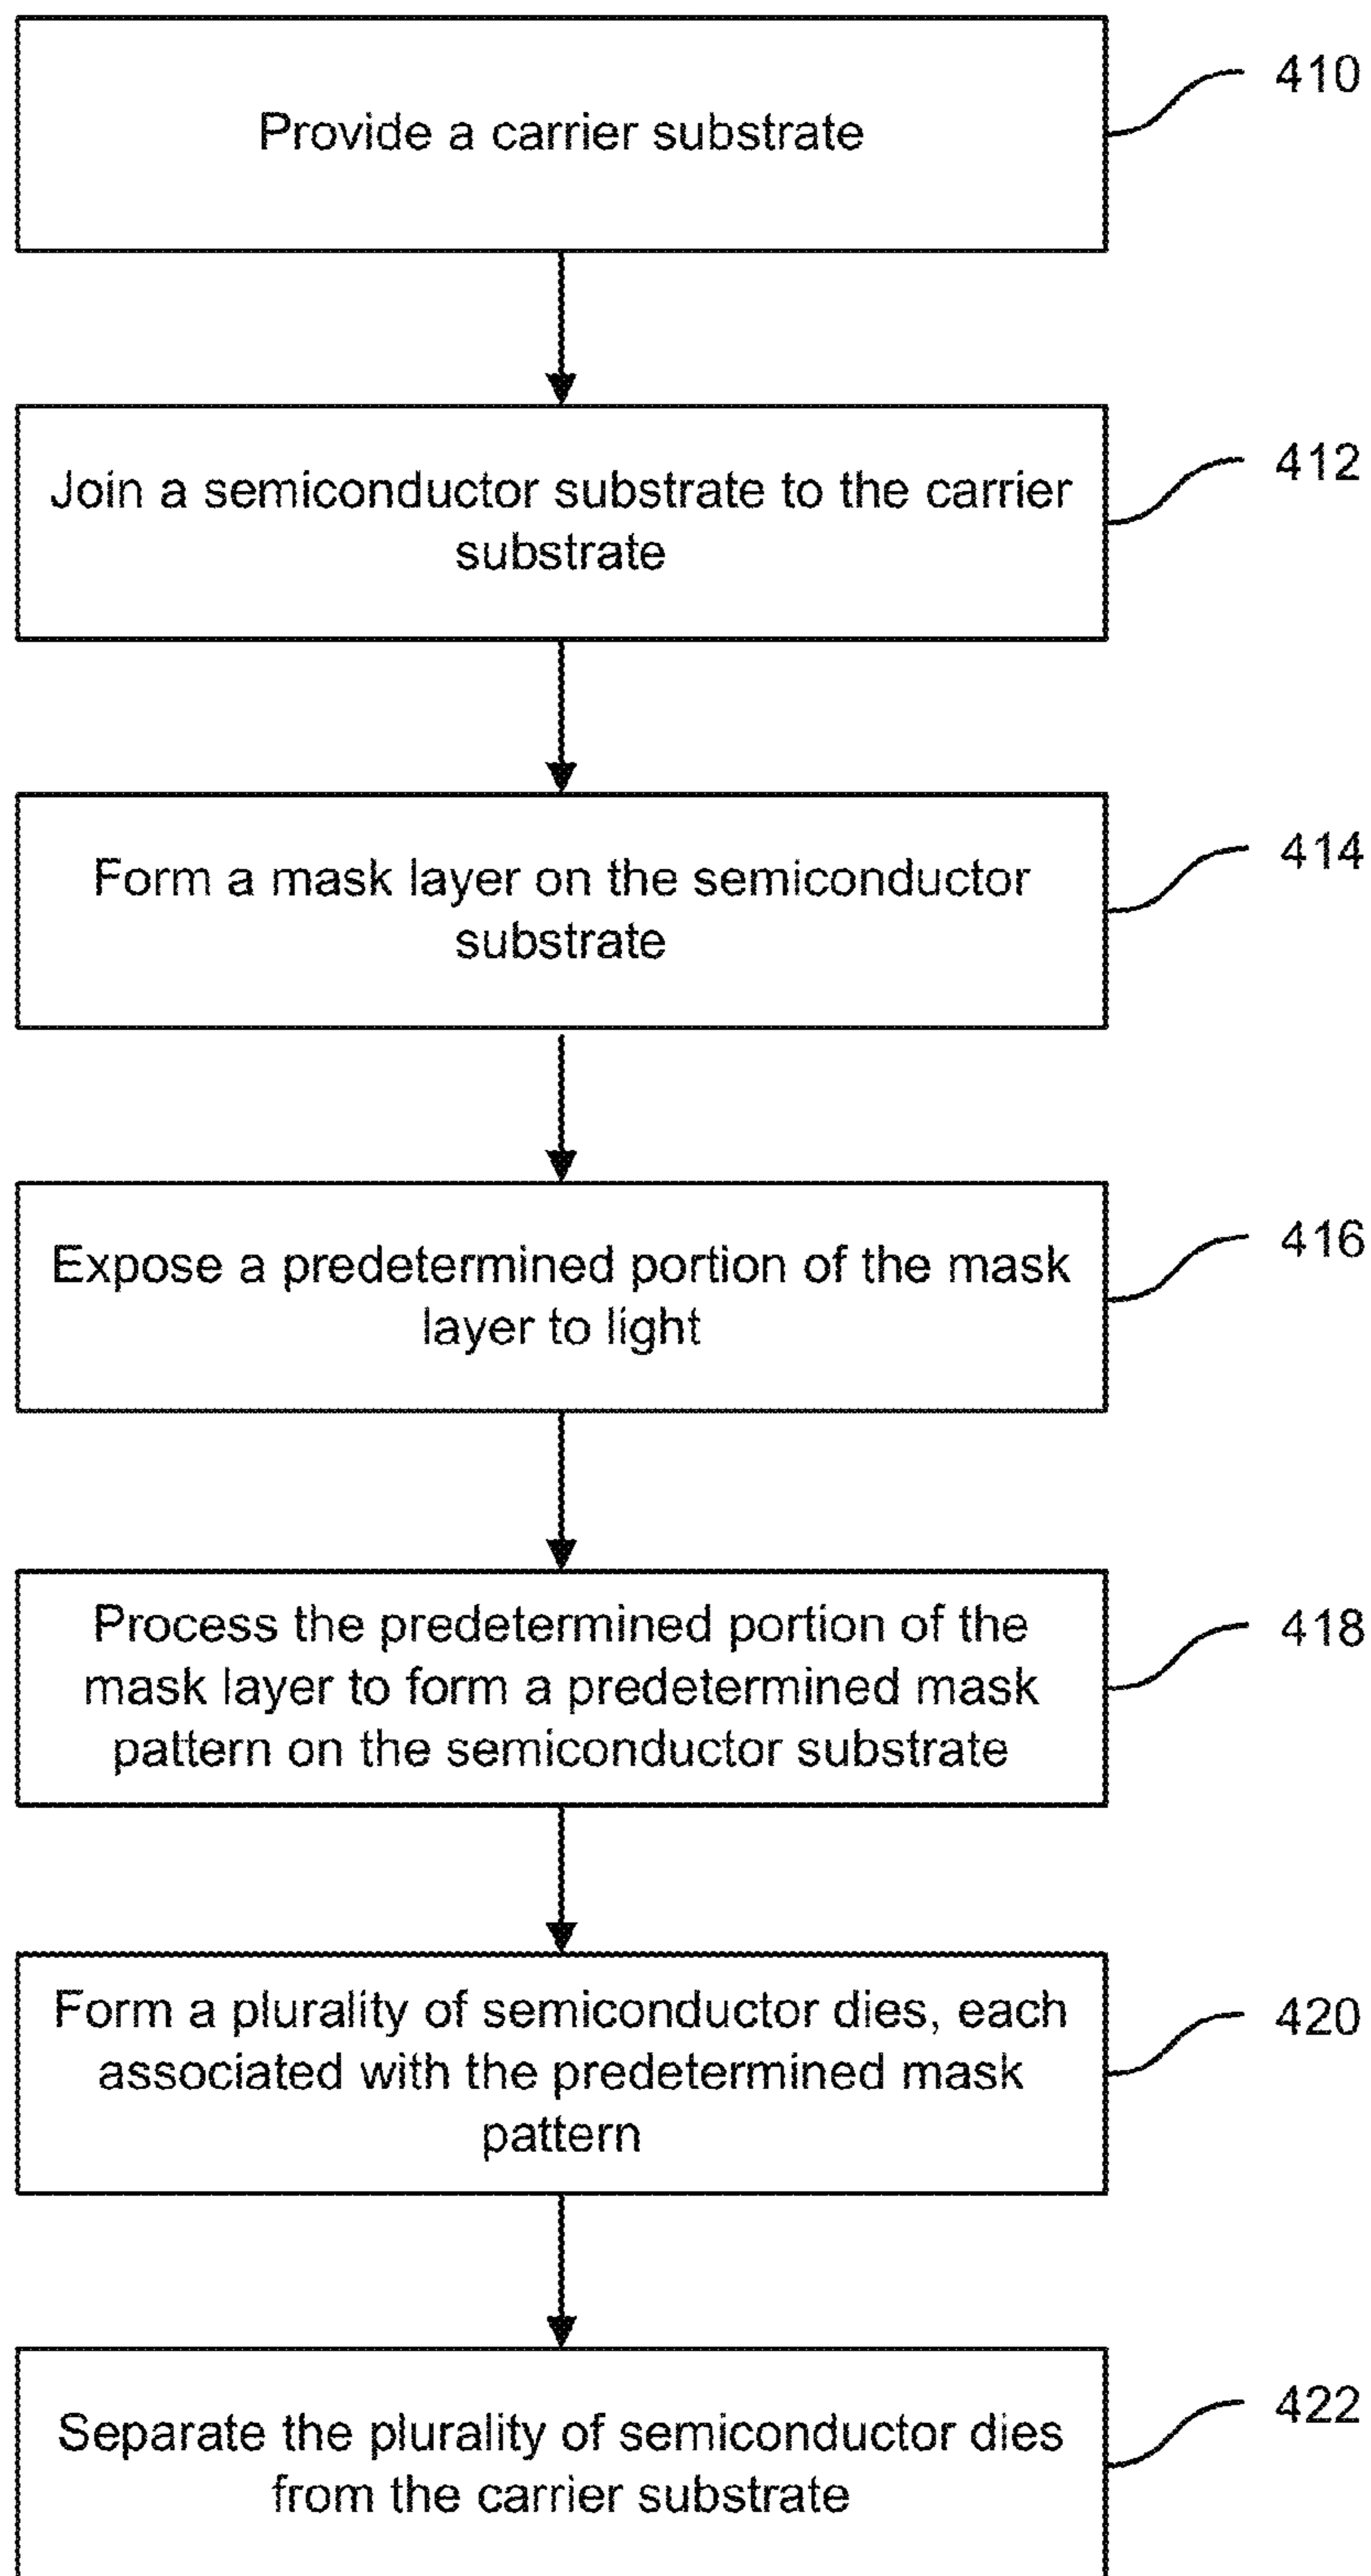 Provide a carrier substrate
410
Join a semiconductor substrate to the carrier
substrate
412
Form a mask layer on the semiconductor
substrate
414
Expose a predetermined portion of the mask
layer to light
416
Process the predetermined portion of the
mask layer to form a predetermined mask
pattern on the semiconductor substrate
418
Form a plurality of semiconductor dies, each
associated with the predetermined mask
pattern
420
Separate the plurality of semiconductor dies
from the carrier substrate
422